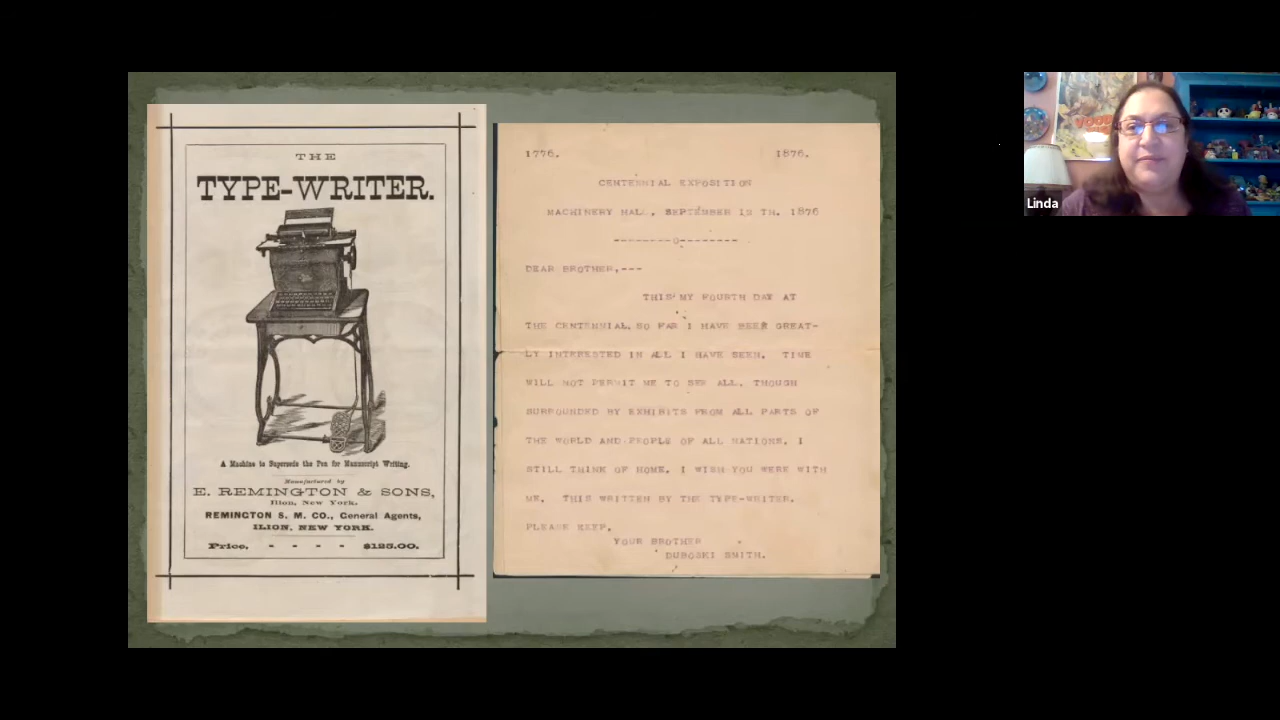 THE
TYPE-WRITER.
A Machine to Supersede the Pen for Manuscript Writing.
Manufactured by
E. REMINGTON & SONS,
Ilion, New York.
REMINGTON S. M. CO., General Agents,
ILION, NEW YORK.
Price, - - - - $125.00.
1776. 1876.
CENTENNIAL EXPOSITION
MACHINERY HALL, SEPTEMBER TH. 1876
--------0--------
DEAR BROTHER,---
THIS MY FOURTH DAY AT
THE CENTENNIAL. SO FAR I HAVE BEEN GREAT-
LY INTERESTED IN ALL I HAVE SEEN. TIME
WILL NOT PERMIT ME TO SEE ALL. THOUGH
SURROUNDED BY EXHIBITS FROM ALL PARTS OF
THE WORLD AND PEOPLE OF ALL NATIONS. I
STILL THINK OF HOME. I WISH YOU WERE WITH
ME. THIS WRITTEN BY THE TYPE-WRITER.
PLEASE KEEP.
YOUR BROTHER
DUBOSKI SMITH.
Linda